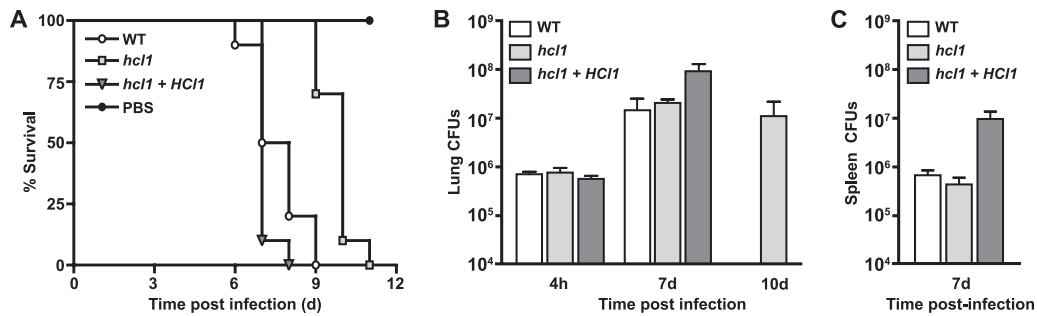 A
% Survival
100
75
50
25
0
0 3 6 9 12
Time post infection (d)
WT
hcl1
hcl1 + HCl1
PBS
B
Lung CFUs
10⁹
10⁸
10⁷
10⁶
10⁵
10⁴
WT
hcl1
hcl1 + HCl1
4h 7d 10d
Time post infection
C
Spleen CFUs
10⁹
10⁸
10⁷
10⁶
10⁵
10⁴
WT
hcl1
hcl1 + HCl1
7d
Time post-infection